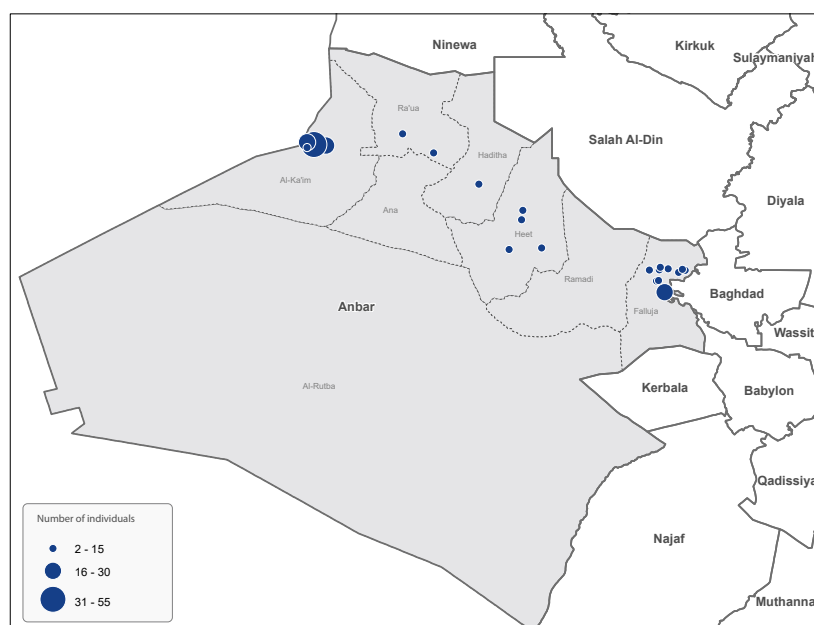 Ninewa
Kirkuk
Sulaymaniyah
Ra'ua
Salah Al-Din
Haditha
Al-Ka'im
Ana
Diyala
Heet
Ramadi
Baghdad
Anbar
Falluja
Wassit
Al-Rutba
Kerbala
Babylon
Qadissiya
Najaf
Muthanna
Number of individuals
2 - 15
16 - 30
31 - 55